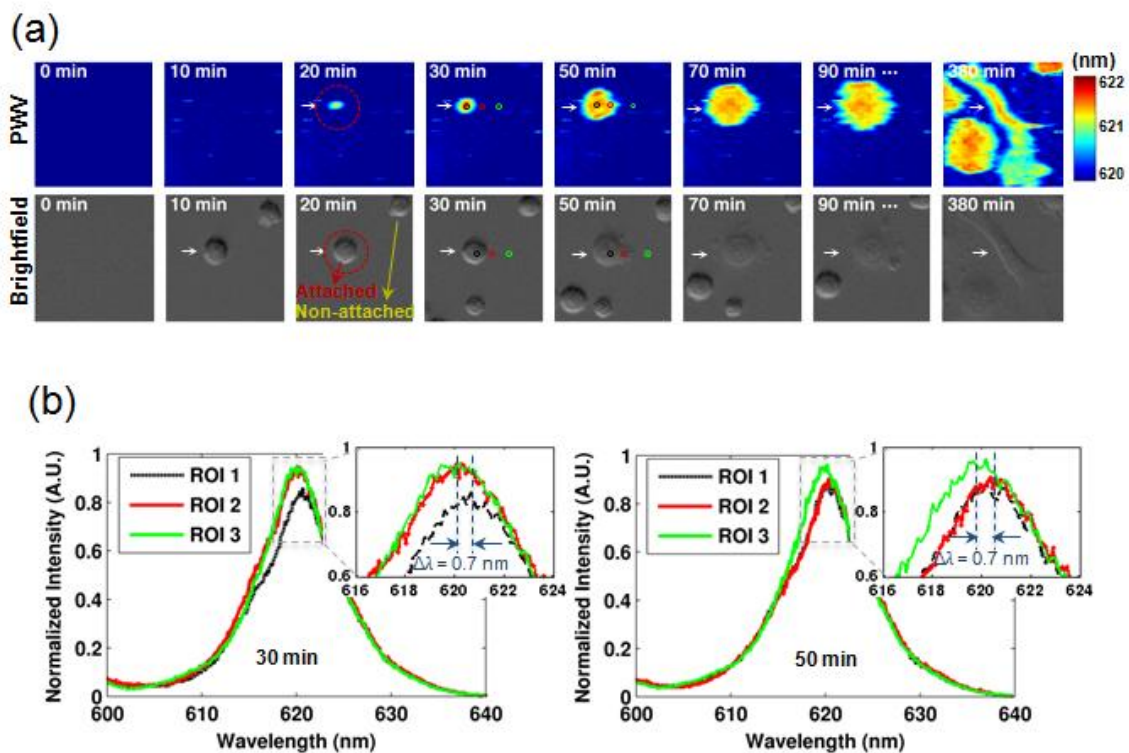 (a)
(nm)
PWV
0 min
10 min
20 min
30 min
50 min
70 min
90 min ...
380 min
622
621
620
Brightfield
0 min
10 min
20 min
30 min
50 min
70 min
90 min ...
380 min
Attached
Non-attached
(b)
Normalized Intensity (A.U.)
1
0.8
0.6
0.4
0.2
0
600
610
620
630
640
Wavelength (nm)
ROI 1
ROI 2
ROI 3
30 min
1
0.8
0.6
616
618
620
622
624
Δλ = 0.7 nm
Normalized Intensity (A.U.)
1
0.8
0.6
0.4
0.2
0
600
610
620
630
640
Wavelength (nm)
ROI 1
ROI 2
ROI 3
50 min
1
0.8
0.6
616
618
620
622
624
Δλ = 0.7 nm